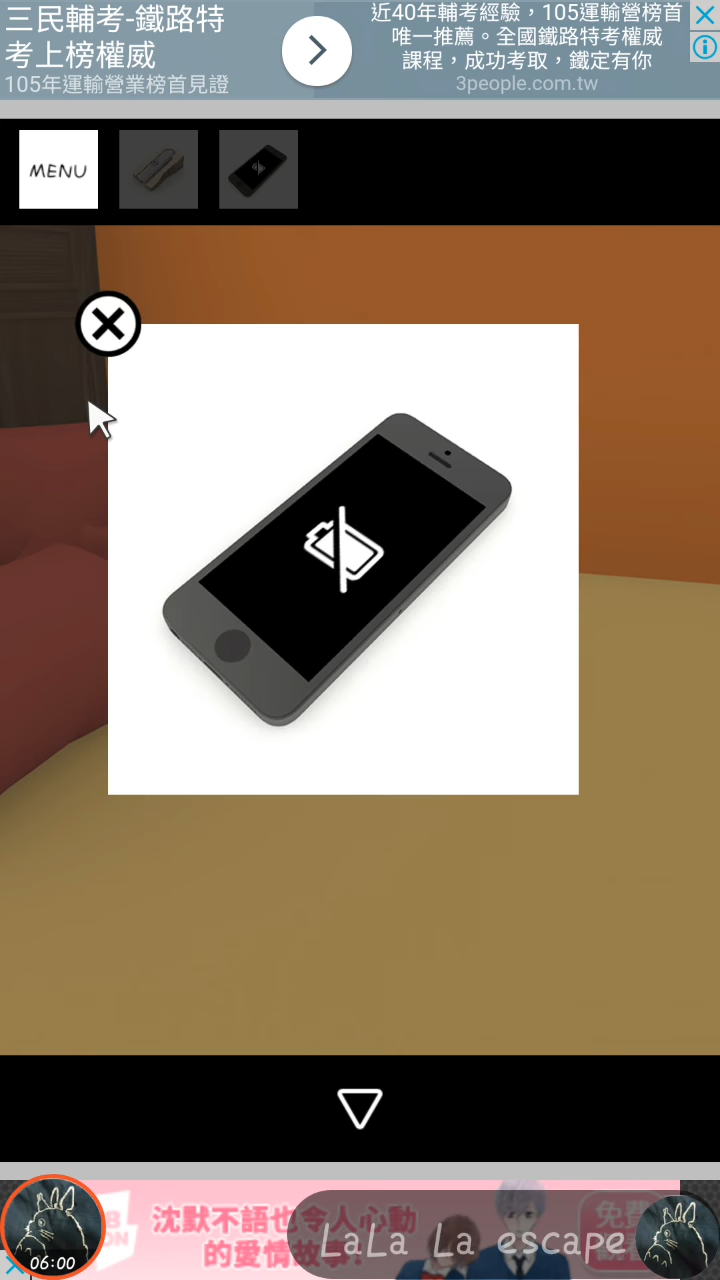 三民輔考-鐵路特
考上榜權威
105年運輸營業榜首見證
近40年輔考經驗，105運輸營榜首
唯一推薦。全國鐵路特考權威
課程，成功考取，鐵定有你
3people.com.tw
MENU
沈默不語也令人心動
的愛情故事!
免費
LaLa La escape
06:00